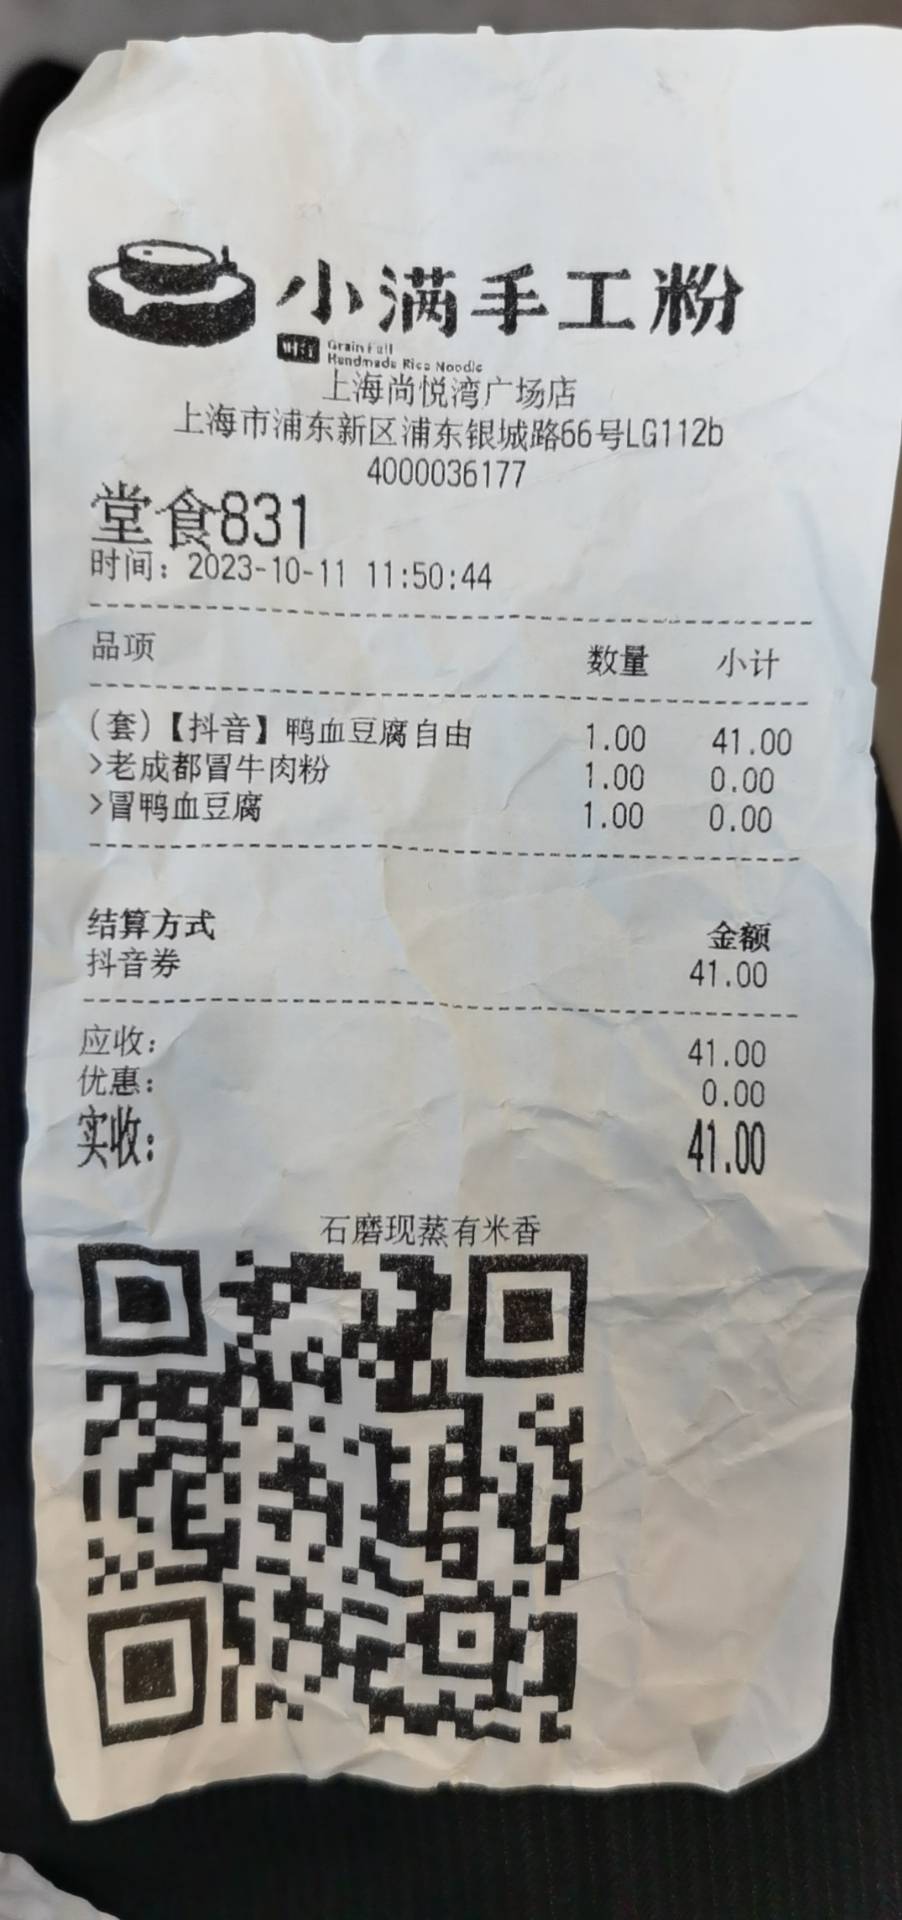 小满手工粉
Grain Full
Handmade Rice Noodle
上海尚悦湾广场店
上海市浦东新区浦东银城路66号LG112b
4000036177
堂食831
时间：2023-10-11 11:50:44
品项 数量 小计
(套)【抖音】鸭血豆腐自由 1.00 41.00
>老成都冒牛肉粉 1.00 0.00
>冒鸭血豆腐 1.00 0.00
结算方式 金额
抖音券 41.00
应收: 41.00
优惠: 0.00
实收: 41.00
石磨现蒸有米香